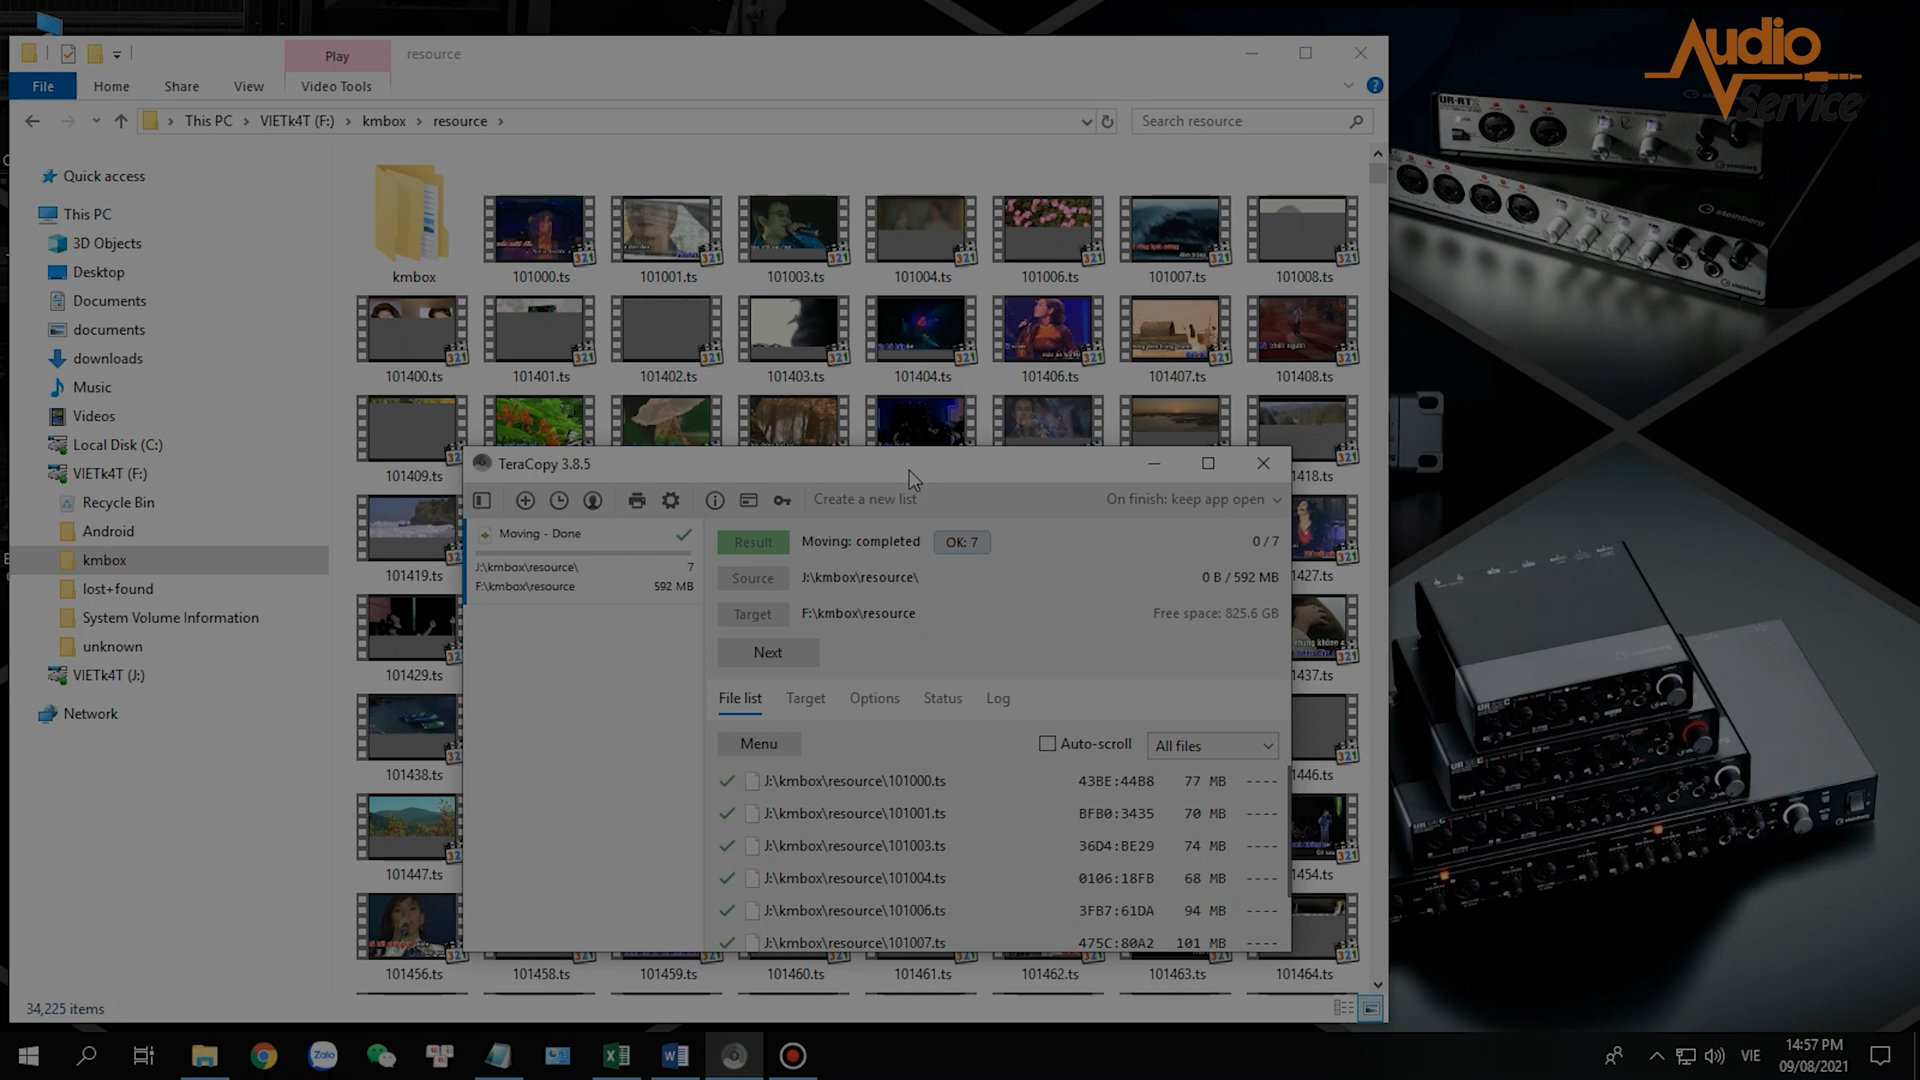 Play
resource
File
Home
Share
View
Video Tools
This PC
VIETk4T (F:)
kmbox
resource
Search resource
Quick access
This PC
3D Objects
Desktop
Documents
documents
downloads
Music
Videos
Local Disk (C:)
VIETk4T (F:)
Recycle Bin
Android
kmbox
lost+found
System Volume Information
unknown
VIETk4T (J:)
Network
kmbox
101000.ts
101001.ts
101003.ts
101004.ts
101006.ts
101007.ts
101008.ts
101400.ts
101401.ts
101402.ts
101403.ts
101404.ts
101406.ts
101407.ts
101408.ts
101409.ts
418.ts
101419.ts
427.ts
101429.ts
437.ts
101438.ts
446.ts
101447.ts
454.ts
101456.ts
101458.ts
101459.ts
101460.ts
101461.ts
101462.ts
101463.ts
101464.ts
TeraCopy 3.8.5
Create a new list
On finish: keep app open
Moving - Done
J:\kmbox\resource\
7
F:\kmbox\resource
592 MB
Result
Moving: completed
OK: 7
0 / 7
Source
J:\kmbox\resource\
0 B / 592 MB
Target
F:\kmbox\resource
Free space: 825.6 GB
Next
File list
Target
Options
Status
Log
Menu
Auto-scroll
All files
J:\kmbox\resource\101000.ts 43BE:44B8 77 MB ----
J:\kmbox\resource\101001.ts BFB0:3435 70 MB ----
J:\kmbox\resource\101003.ts 36D4:BE29 74 MB ----
J:\kmbox\resource\101004.ts 0106:18FB 68 MB ----
J:\kmbox\resource\101006.ts 3FB7:61DA 94 MB ----
J:\kmbox\resource\101007.ts 475C:80A2 101 MB ----
34,225 items
Audio
Service
UR-RT
steinberg
steinberg
Zalo
VIE
14:57 PM
09/08/2021